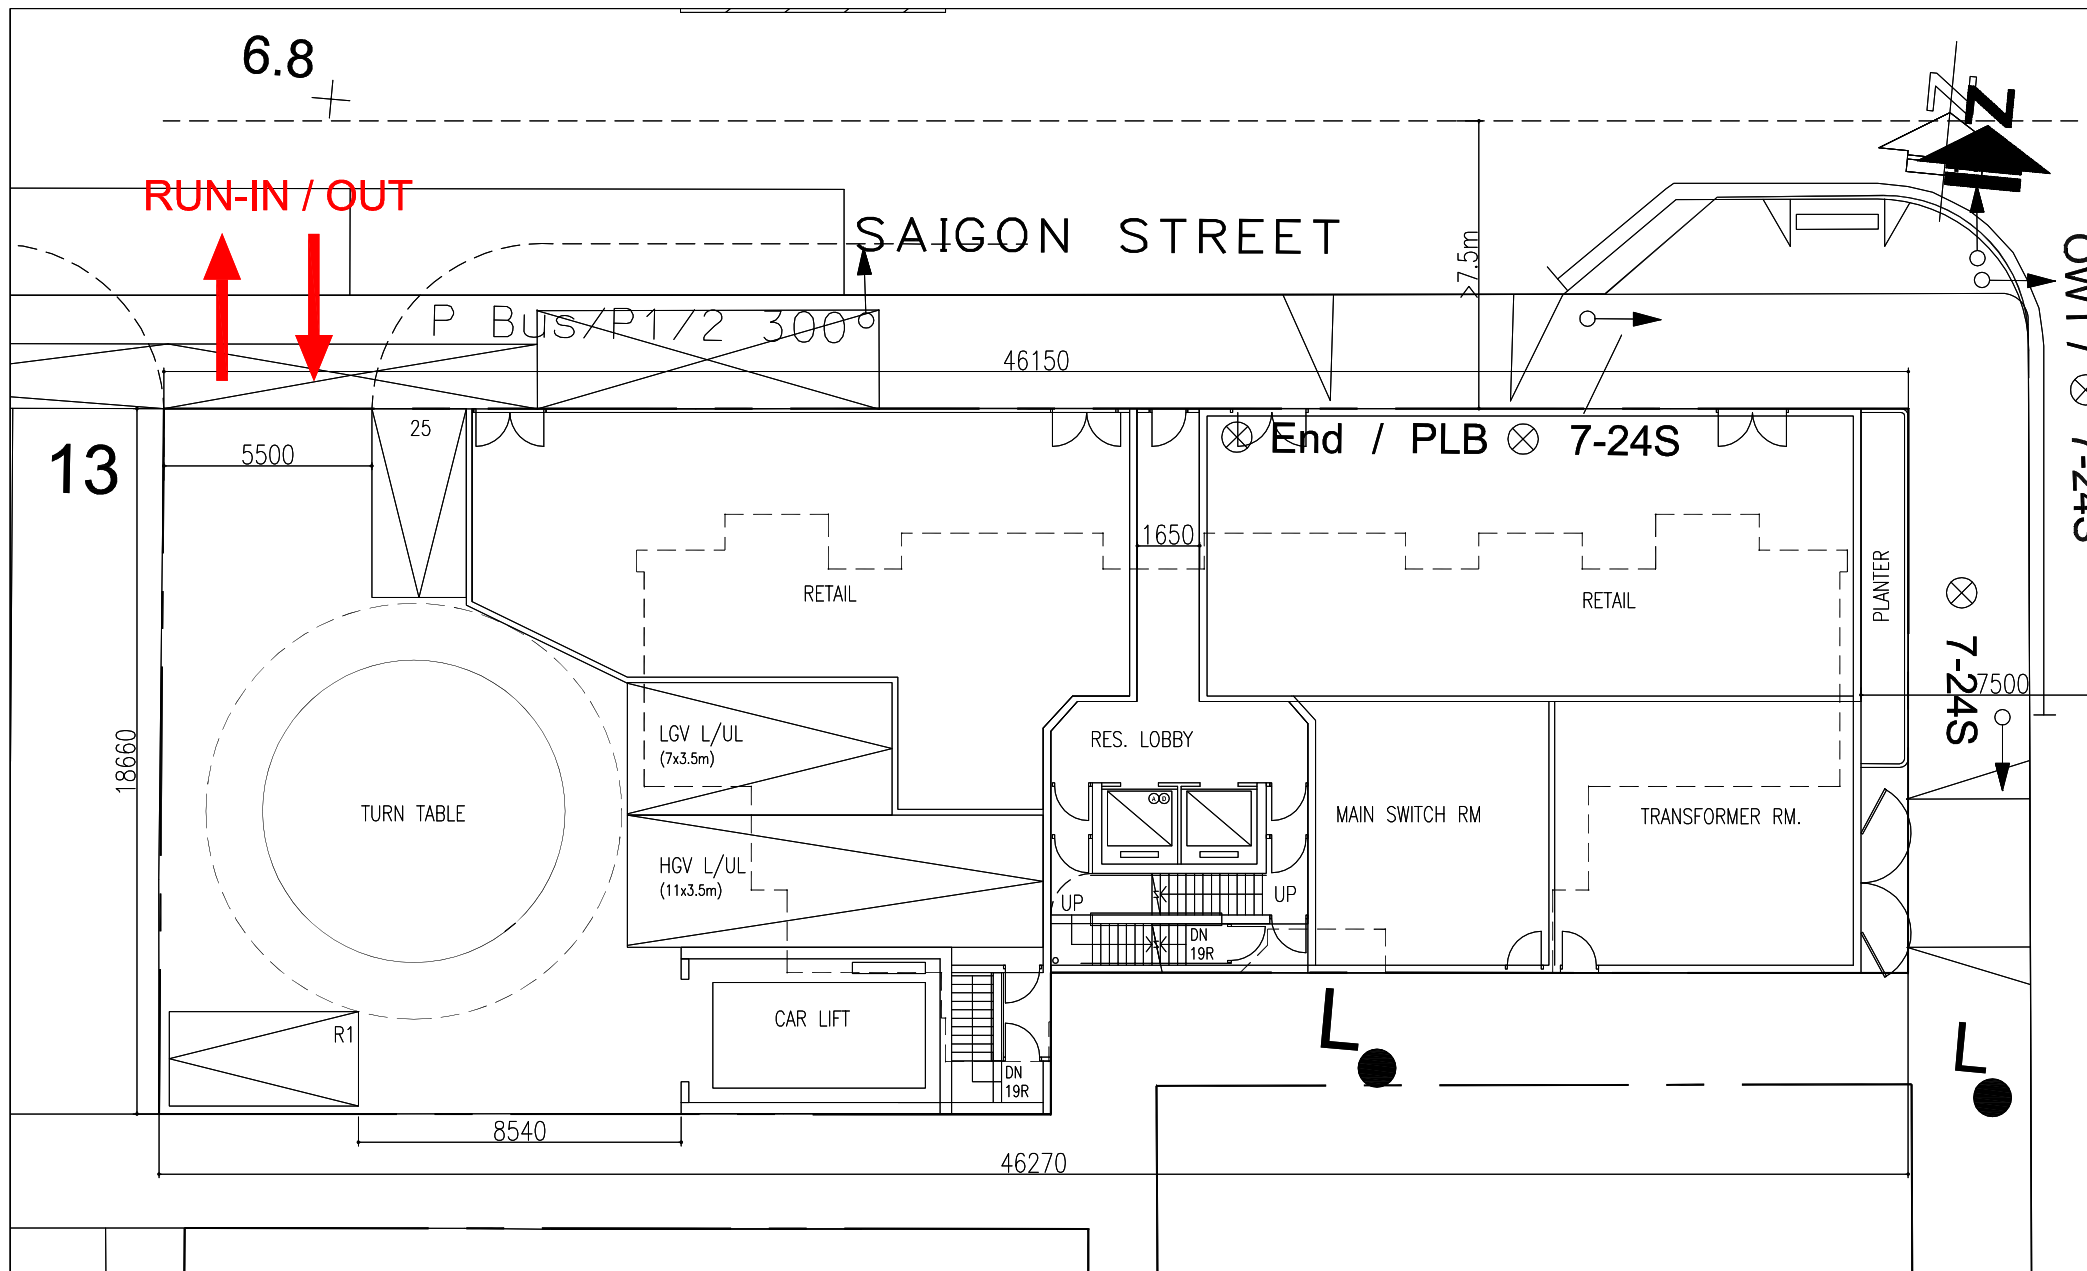 6.8
N
N
RUN-IN / OUT
SAIGON STREET
>7.5m
P Bus/P1/2 300
46150
25
5500
13
End / PLB 7-24S
7-24S
1650
RETAIL
RETAIL
PLANTER
7-24S
7500
18660
LGV L/UL
(7x3.5m)
RES. LOBBY
TURN TABLE
MAIN SWITCH RM
TRANSFORMER RM.
HGV L/UL
(11x3.5m)
UP
UP
DN
19R
CAR LIFT
R1
DN
19R
L
L
8540
46270